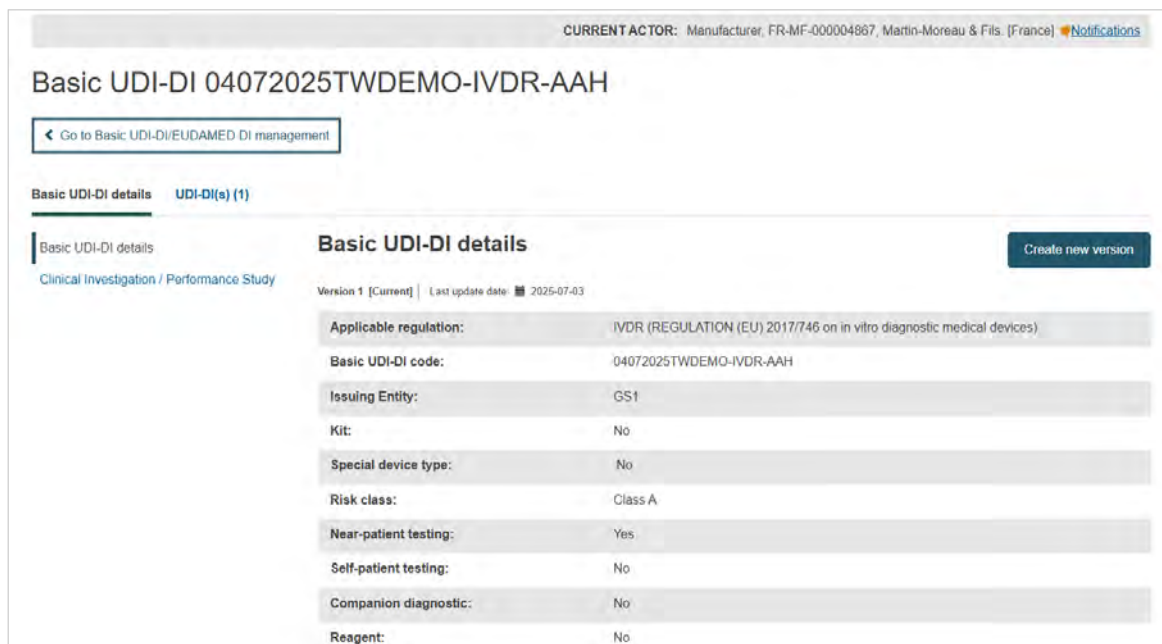 CURRENT ACTOR: Manufacturer, FR-MF-000004867, Martin-Moreau & Fils. [France] Notifications
Basic UDI-DI 04072025TWDEMO-IVDR-AAH
Go to Basic UDI-DI/EUDAMED DI management
Basic UDI-DI details UDI-DI(s) (1)
Basic UDI-DI details
Clinical Investigation / Performance Study
Basic UDI-DI details
Create new version
Version 1 [Current] | Last update date: 2025-07-03
Applicable regulation: IVDR (REGULATION (EU) 2017/746 on in vitro diagnostic medical devices)
Basic UDI-DI code: 04072025TWDEMO-IVDR-AAH
Issuing Entity: GS1
Kit: No
Special device type: No
Risk class: Class A
Near-patient testing: Yes
Self-patient testing: No
Companion diagnostic: No
Reagent: No